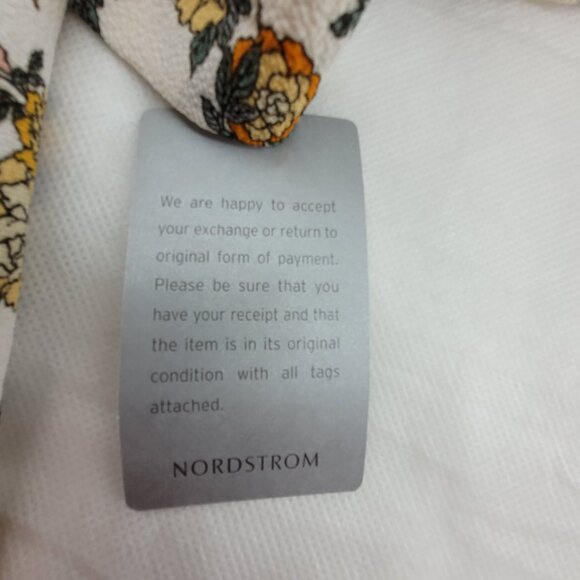 We are happy to accept
your exchange or return to
original form of payment.
Please be sure that you
have your receipt and that
the item is in its original
condition with all tags
attached.
NORDSTROM